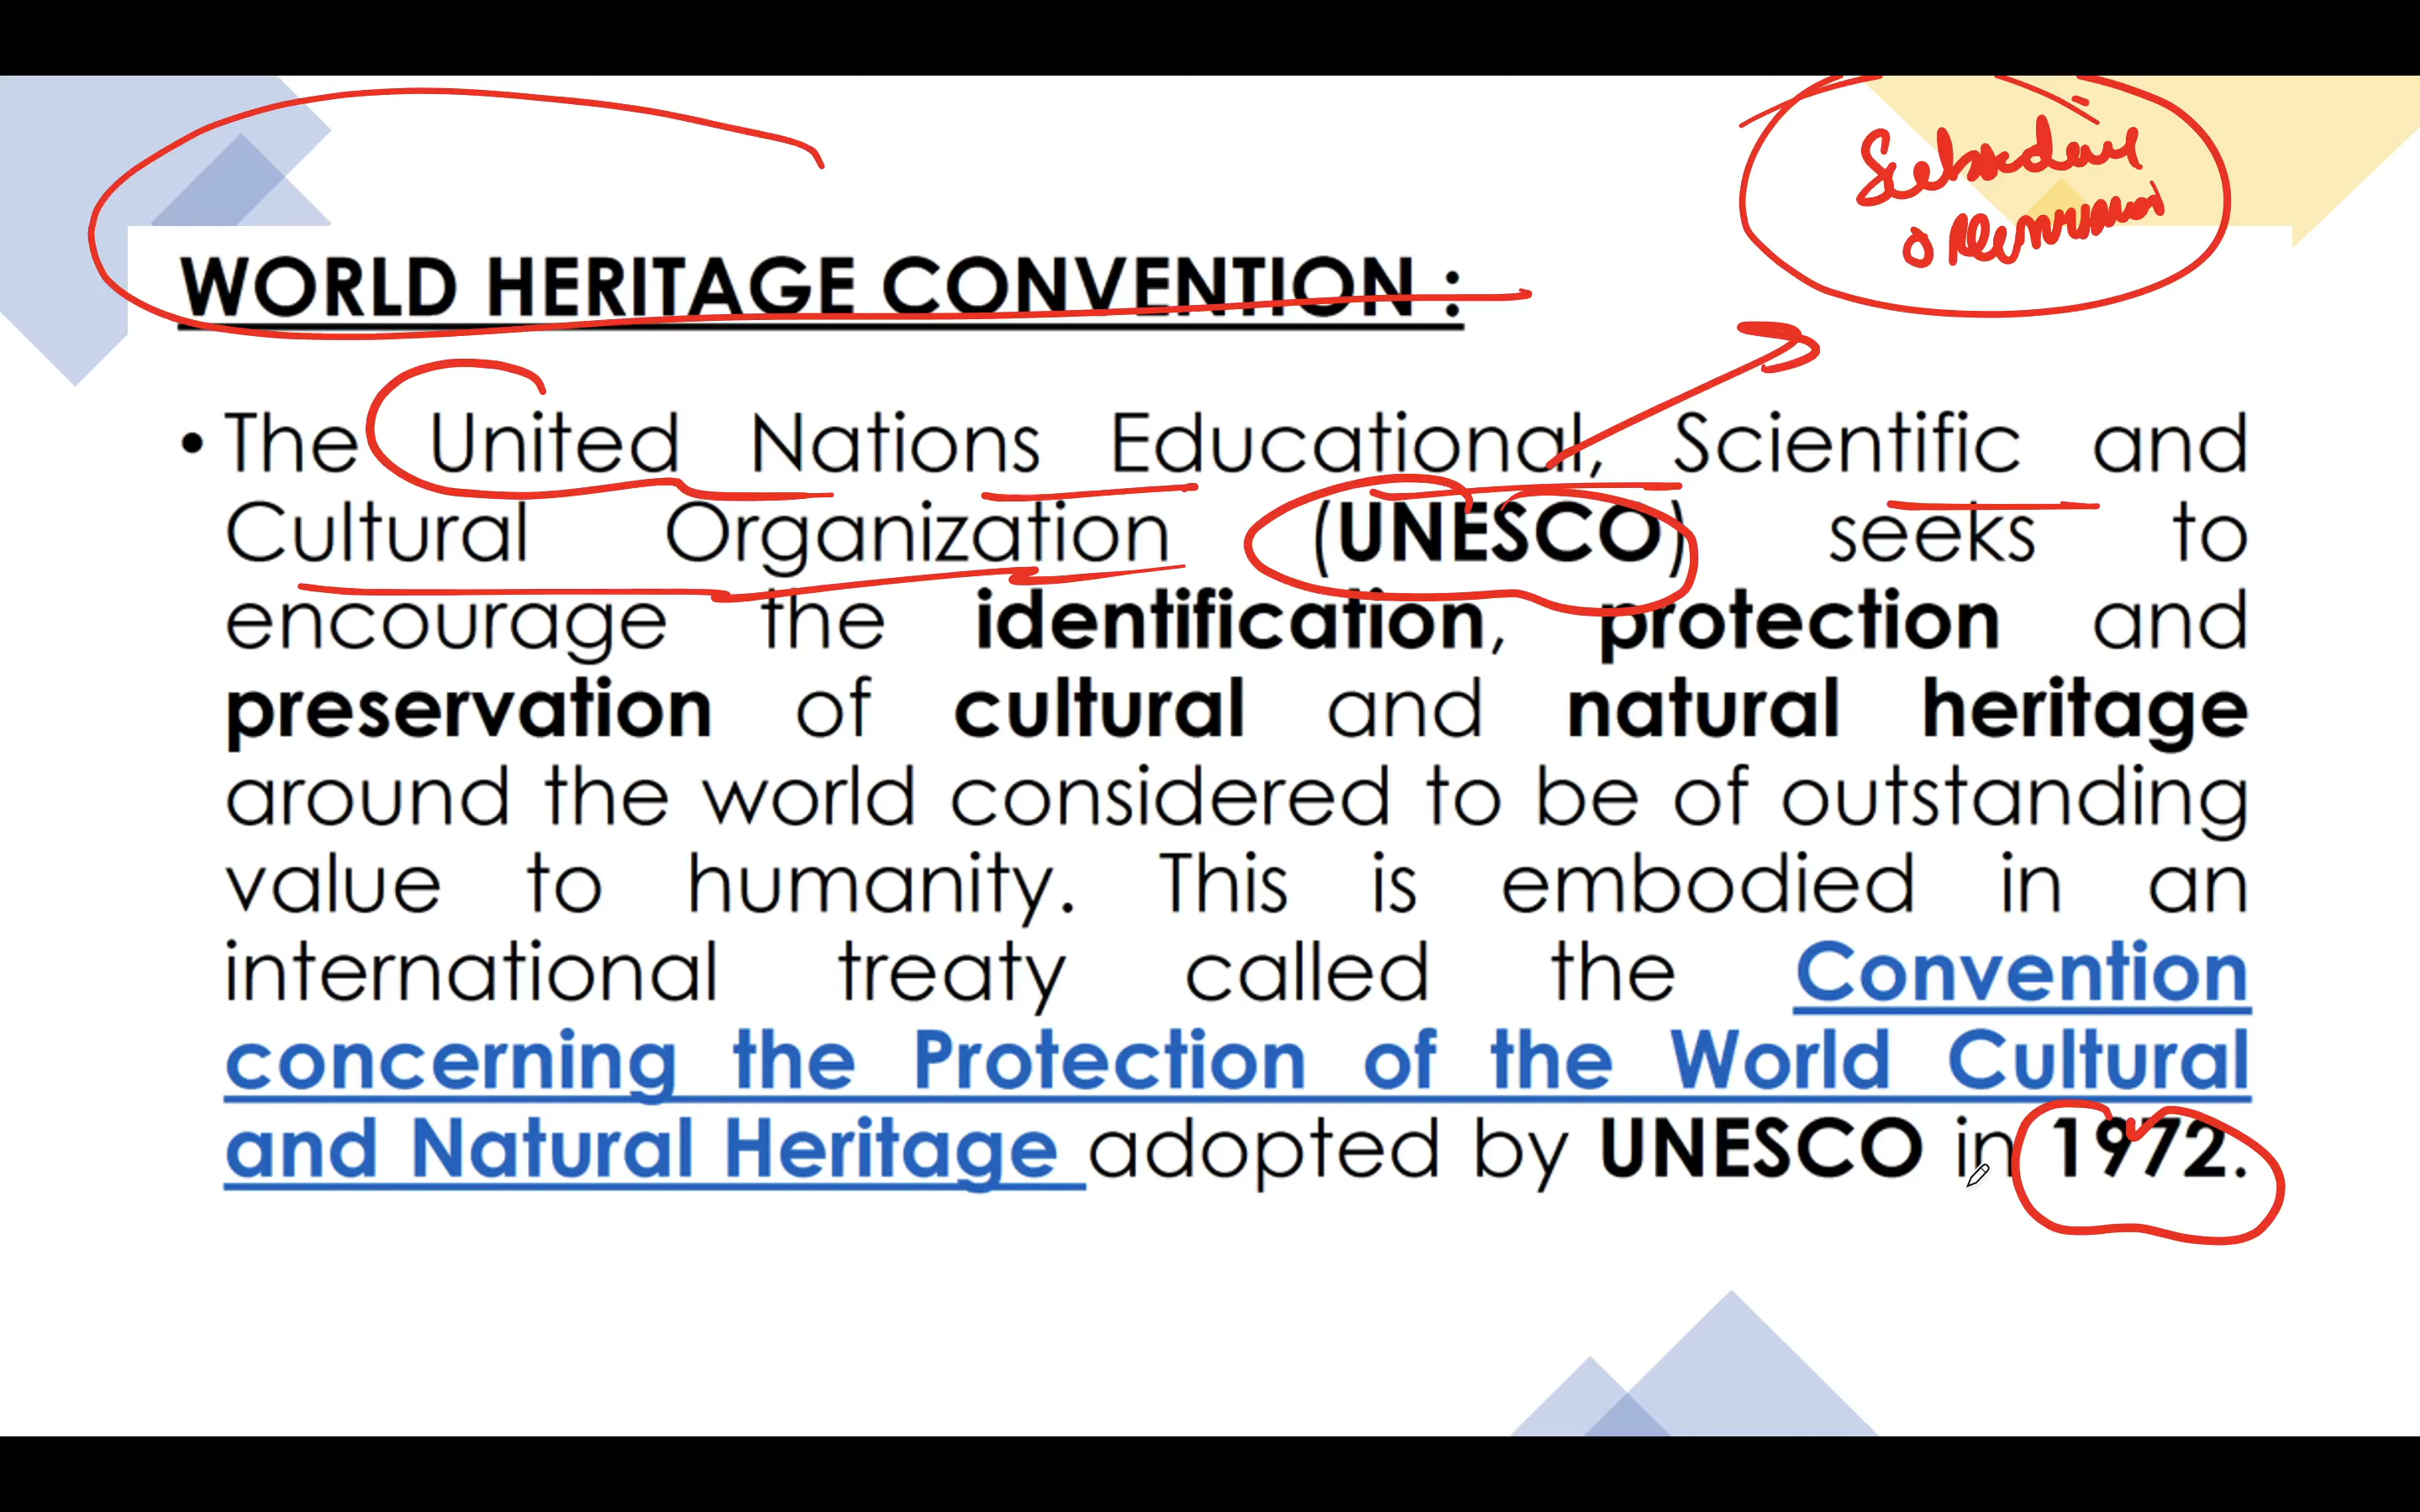 WORLD HERITAGE CONVENTION :
• The United Nations Educational, Scientific and
Cultural Organization (UNESCO) seeks to
encourage the identification, protection and
preservation of cultural and natural heritage
around the world considered to be of outstanding
value to humanity. This is embodied in an
international treaty called the Convention
concerning the Protection of the World Cultural
and Natural Heritage adopted by UNESCO in 1972.